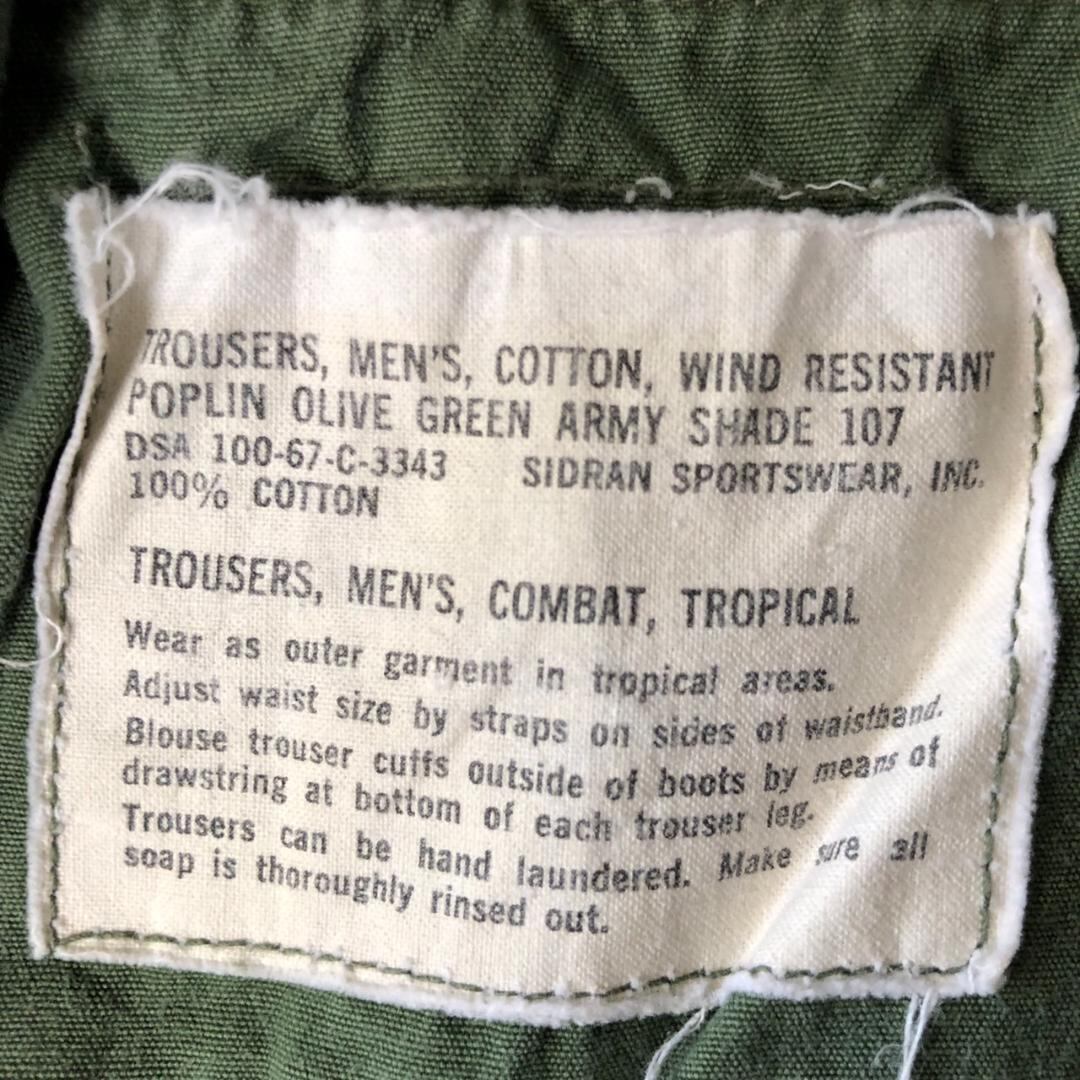 TROUSERS, MEN'S, COTTON, WIND RESISTANT
POPLIN OLIVE GREEN ARMY SHADE 107
DSA 100-67-C-3343 SIDRAN SPORTSWEAR, INC.
100% COTTON
TROUSERS, MEN'S, COMBAT, TROPICAL
Wear as outer garment in tropical areas.
Adjust waist size by straps on sides of waistband.
Blouse trouser cuffs outside of boots by means of
drawstring at bottom of each trouser leg.
Trousers can be hand laundered. Make sure all
soap is thoroughly rinsed out.